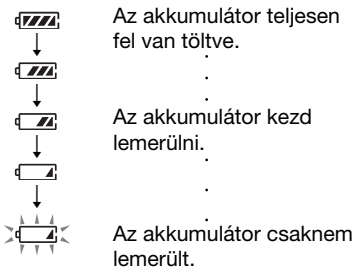 Az akkumulátor teljesen
fel van töltve.
.
.
.
Az akkumulátor kezd
lemerülni.
.
.
.
Az akkumulátor csaknem
lemerült.